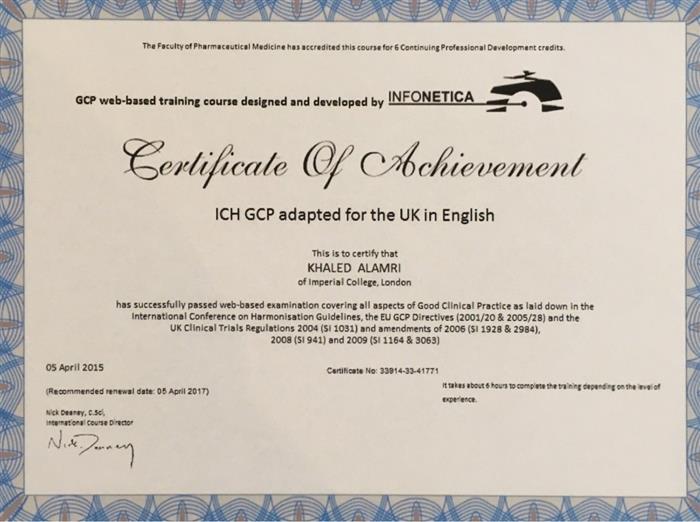 The Faculty of Pharmaceutical Medicine has accredited this course for 6 Continuing Professional Development credits.
GCP web-based training course designed and developed by INFONETICA
Certificate Of Achievement
ICH GCP adapted for the UK in English
This is to certify that
KHALED ALAMRI
of Imperial College, London
has successfully passed web-based examination covering all aspects of Good Clinical Practice as laid down in the
International Conference on Harmonisation Guidelines, the EU GCP Directives (2001/20 & 2005/28) and the
UK Clinical Trials Regulations 2004 (SI 1031) and amendments of 2006 (SI 1928 & 2984),
2008 (SI 941) and 2009 (SI 1164 & 3063)
05 April 2015
Certificate No: 33914-33-41771
(Recommended renewal date: 05 April 2017)
It takes about 6 hours to complete the training depending on the level of
experience.
Nick Deaney, C.Sci,
International Course Director
Nick Deaney